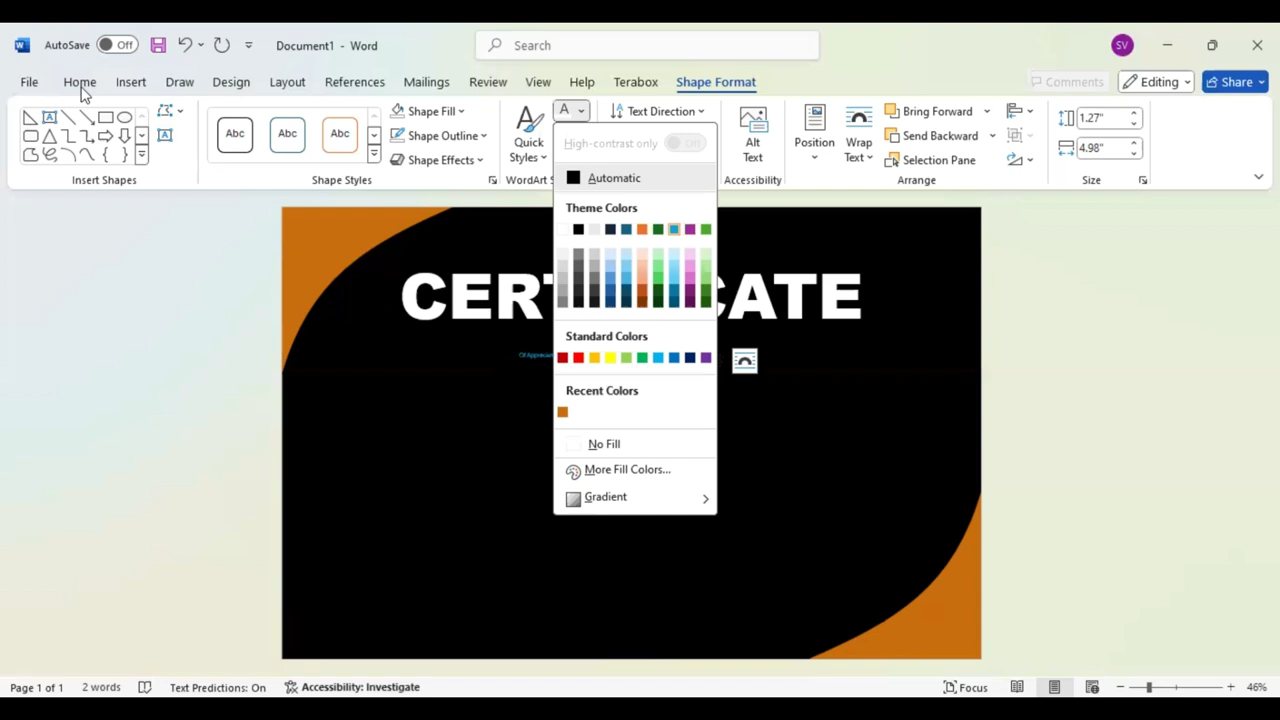 AutoSave Off Document1 - Word Search SV
File Home Insert Draw Design Layout References Mailings Review View Help Terabox Shape Format Comments Editing Share
Abc Abc Abc
Shape Fill
Shape Outline
Shape Effects
Quick
Styles
A
Text Direction
Alt
Text
Position
Wrap
Text
Bring Forward
Send Backward
Selection Pane
1.27"
4.98"
Insert Shapes Shape Styles WordArt S Accessibility Arrange Size
High-contrast only Off
Automatic
Theme Colors
Standard Colors
Recent Colors
No Fill
More Fill Colors...
Gradient
CERT CATE
Of Appreciat
Page 1 of 1 2 words Text Predictions: On Accessibility: Investigate Focus 46%